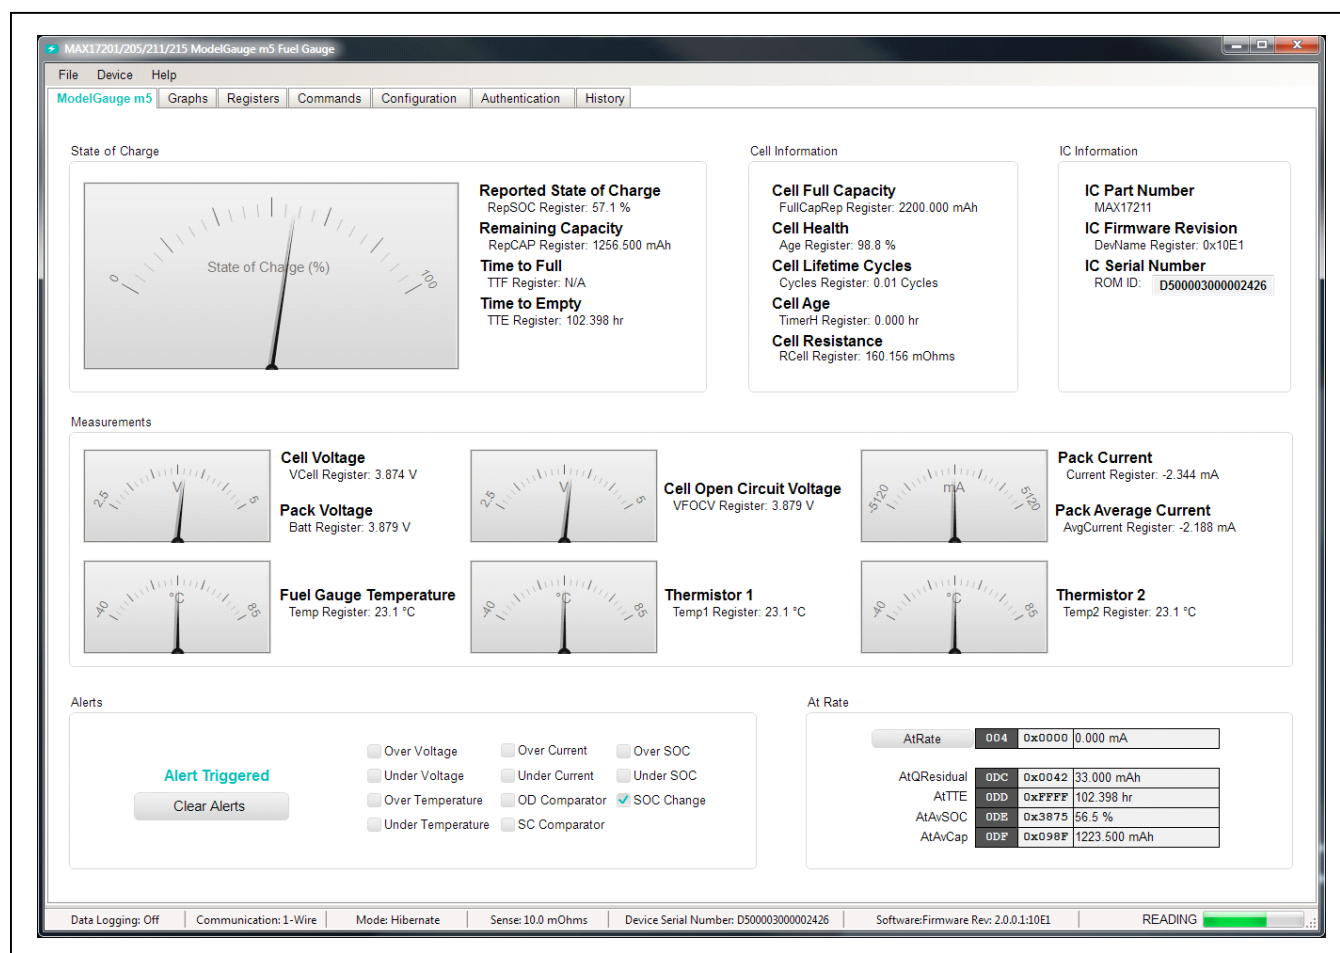 MAX17201/205/211/215 ModelGauge m5 Fuel Gauge
File Device Help
ModelGauge m5 Graphs Registers Commands Configuration Authentication History
State of Charge
0
State of Charge (%)
100
Reported State of Charge
RepSOC Register: 57.1 %
Remaining Capacity
RepCAP Register: 1256.500 mAh
Time to Full
TTF Register: N/A
Time to Empty
TTE Register: 102.398 hr
Cell Information
Cell Full Capacity
FullCapRep Register: 2200.000 mAh
Cell Health
Age Register: 98.8 %
Cell Lifetime Cycles
Cycles Register: 0.01 Cycles
Cell Age
TimerH Register: 0.000 hr
Cell Resistance
RCell Register: 160.156 mOhms
IC Information
IC Part Number
MAX17211
IC Firmware Revision
DevName Register: 0x10E1
IC Serial Number
ROM ID: D500003000002426
Measurements
2.5 V 5
Cell Voltage
VCell Register: 3.874 V
Pack Voltage
Batt Register: 3.879 V
2.5 V 5
Cell Open Circuit Voltage
VFOCV Register: 3.879 V
-5120 mA 5120
Pack Current
Current Register: -2.344 mA
Pack Average Current
AvgCurrent Register: -2.188 mA
-40 °C 85
Fuel Gauge Temperature
Temp Register: 23.1 °C
-40 °C 85
Thermistor 1
Temp1 Register: 23.1 °C
-40 °C 85
Thermistor 2
Temp2 Register: 23.1 °C
Alerts
Alert Triggered
Clear Alerts
Over Voltage Over Current Over SOC
Under Voltage Under Current Under SOC
Over Temperature OD Comparator SOC Change
Under Temperature SC Comparator
At Rate
AtRate 004 0x0000 0.000 mA
AtQResidual 0DC 0x0042 33.000 mAh
AtTTE 0DD 0xFFFF 102.398 hr
AtAvSOC 0DE 0x3875 56.5 %
AtAvCap 0DF 0x098F 1223.500 mAh
Data Logging: Off Communication: 1-Wire Mode: Hibernate Sense: 10.0 mOhms Device Serial Number: D500003000002426 Software:Firmware Rev: 2.0.0.1:10E1 READING